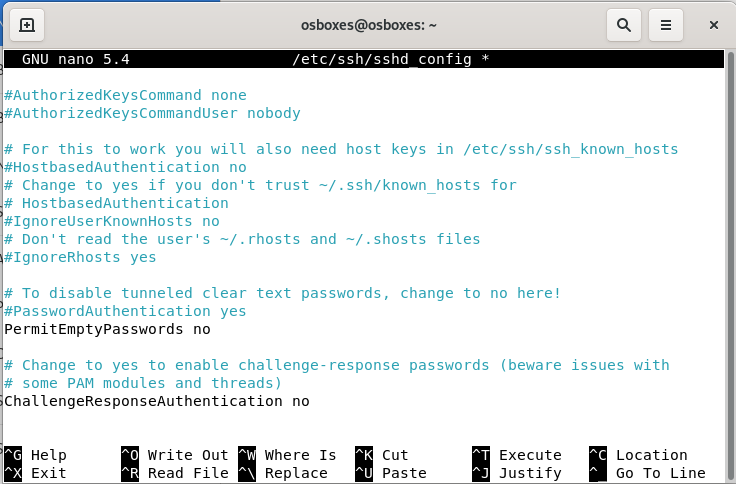 osboxes@osboxes: ~
GNU nano 5.4 /etc/ssh/sshd_config *
#AuthorizedKeysCommand none
#AuthorizedKeysCommandUser nobody
# For this to work you will also need host keys in /etc/ssh/ssh_known_hosts
#HostbasedAuthentication no
# Change to yes if you don't trust ~/.ssh/known_hosts for
# HostbasedAuthentication
#IgnoreUserKnownHosts no
# Don't read the user's ~/.rhosts and ~/.shosts files
#IgnoreRhosts yes
# To disable tunneled clear text passwords, change to no here!
#PasswordAuthentication yes
PermitEmptyPasswords no
# Change to yes to enable challenge-response passwords (beware issues with
# some PAM modules and threads)
ChallengeResponseAuthentication no
^G Help ^O Write Out ^W Where Is ^K Cut ^T Execute ^C Location
^X Exit ^R Read File ^\ Replace ^U Paste ^J Justify ^_ Go To Line